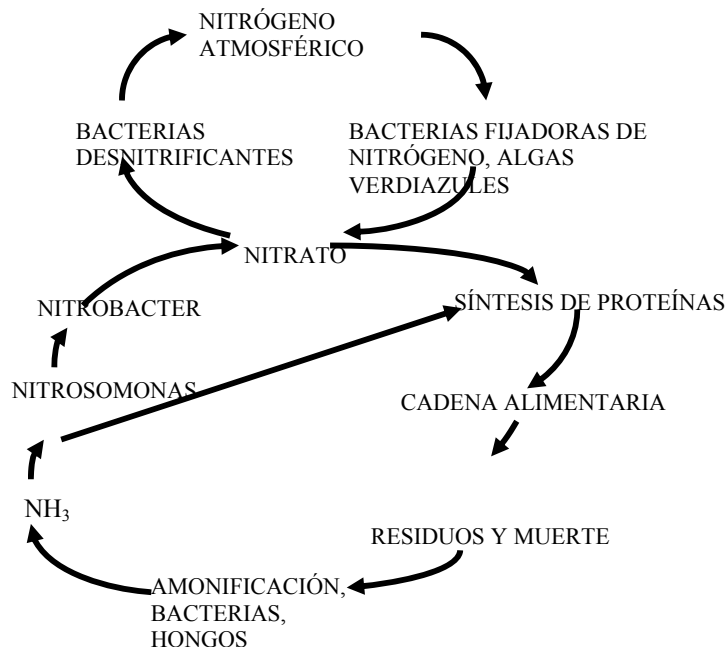 NITRÓGENO
ATMOSFÉRICO
BACTERIAS
DESNITRIFICANTES
BACTERIAS FIJADORAS DE
NITRÓGENO, ALGAS
VERDIAZULES
NITRATO
NITROBACTER
SÍNTESIS DE PROTEÍNAS
NITROSOMONAS
CADENA ALIMENTARIA
NH₃
RESIDUOS Y MUERTE
AMONIFICACIÓN,
BACTERIAS,
HONGOS